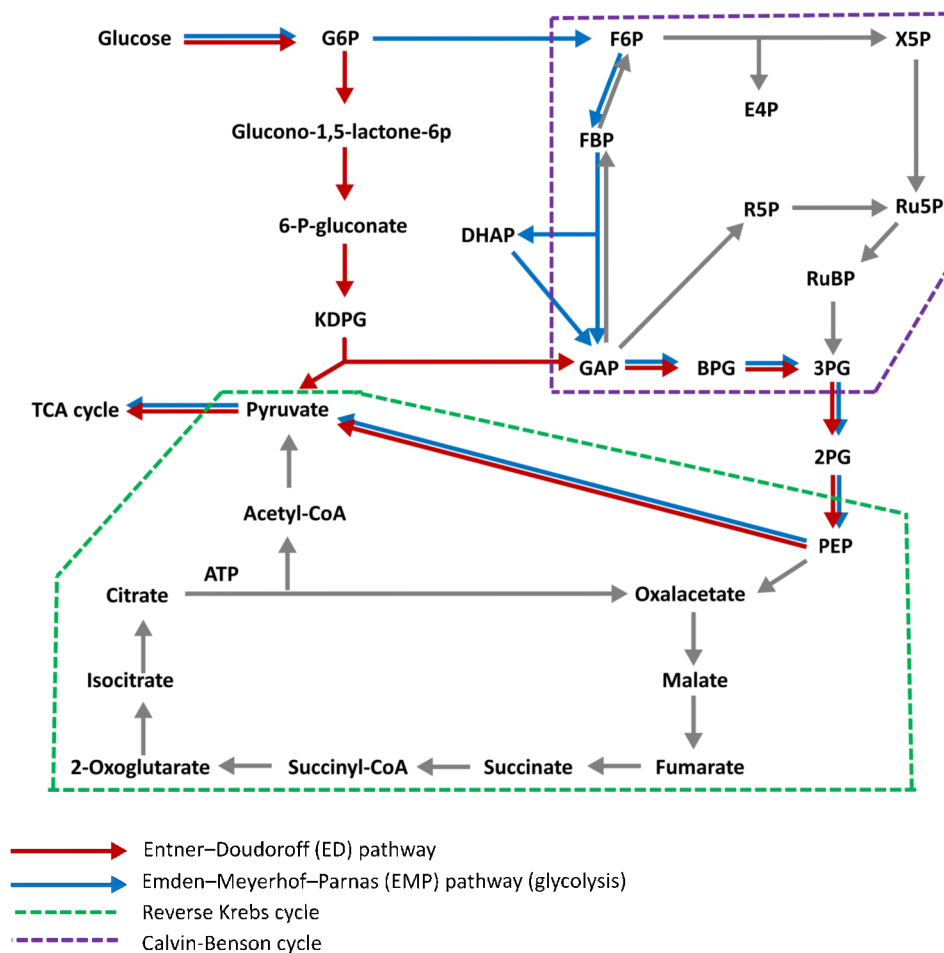 Glucose
G6P
F6P
X5P
E4P
Glucono-1,5-lactone-6p
FBP
6-P-gluconate
DHAP
R5P
Ru5P
RuBP
KDPG
GAP
BPG
3PG
TCA cycle
Pyruvate
2PG
Acetyl-CoA
PEP
ATP
Citrate
Oxalacetate
Isocitrate
Malate
2-Oxoglutarate
Succinyl-CoA
Succinate
Fumarate
Entner–Doudoroff (ED) pathway
Emden–Meyerhof–Parnas (EMP) pathway (glycolysis)
Reverse Krebs cycle
Calvin-Benson cycle